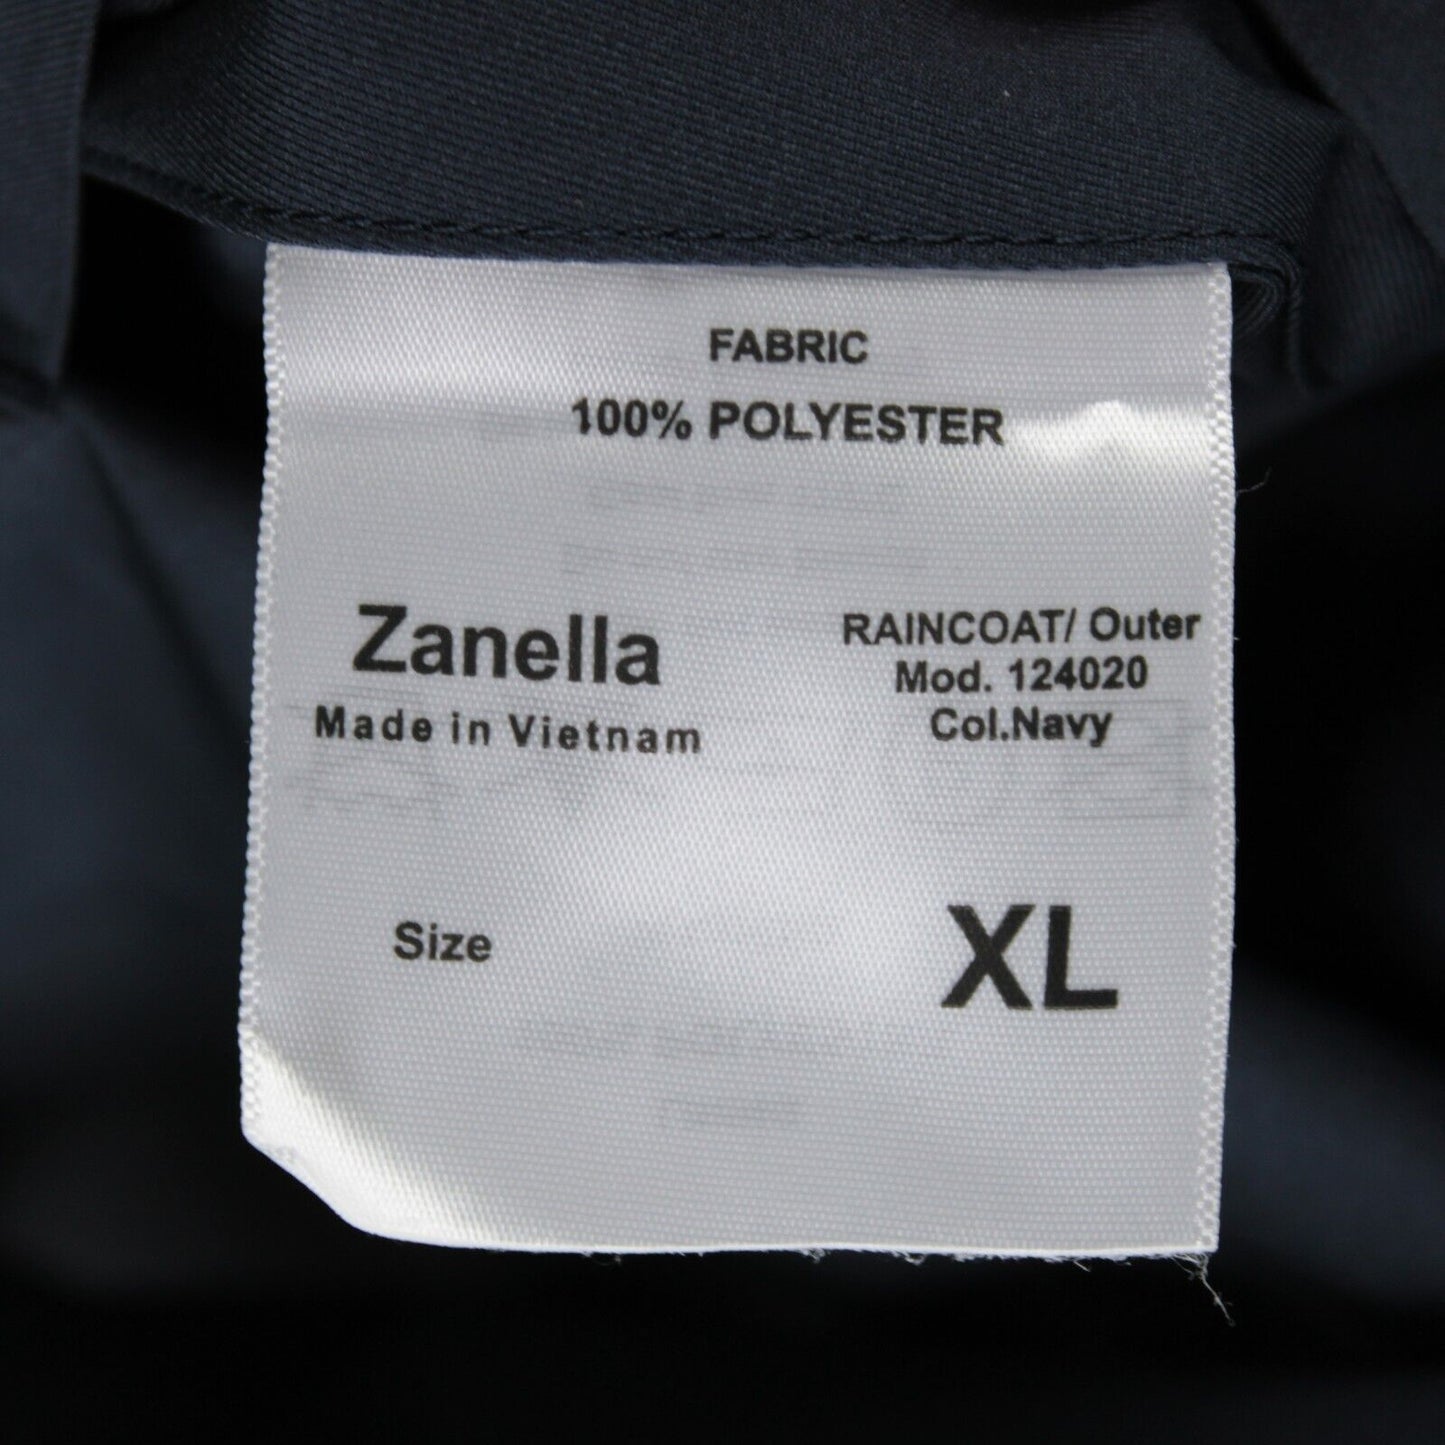 FABRIC
100% POLYESTER
Zanella
Made in Vietnam
RAINCOAT/ Outer
Mod. 124020
Col.Navy
Size
XL